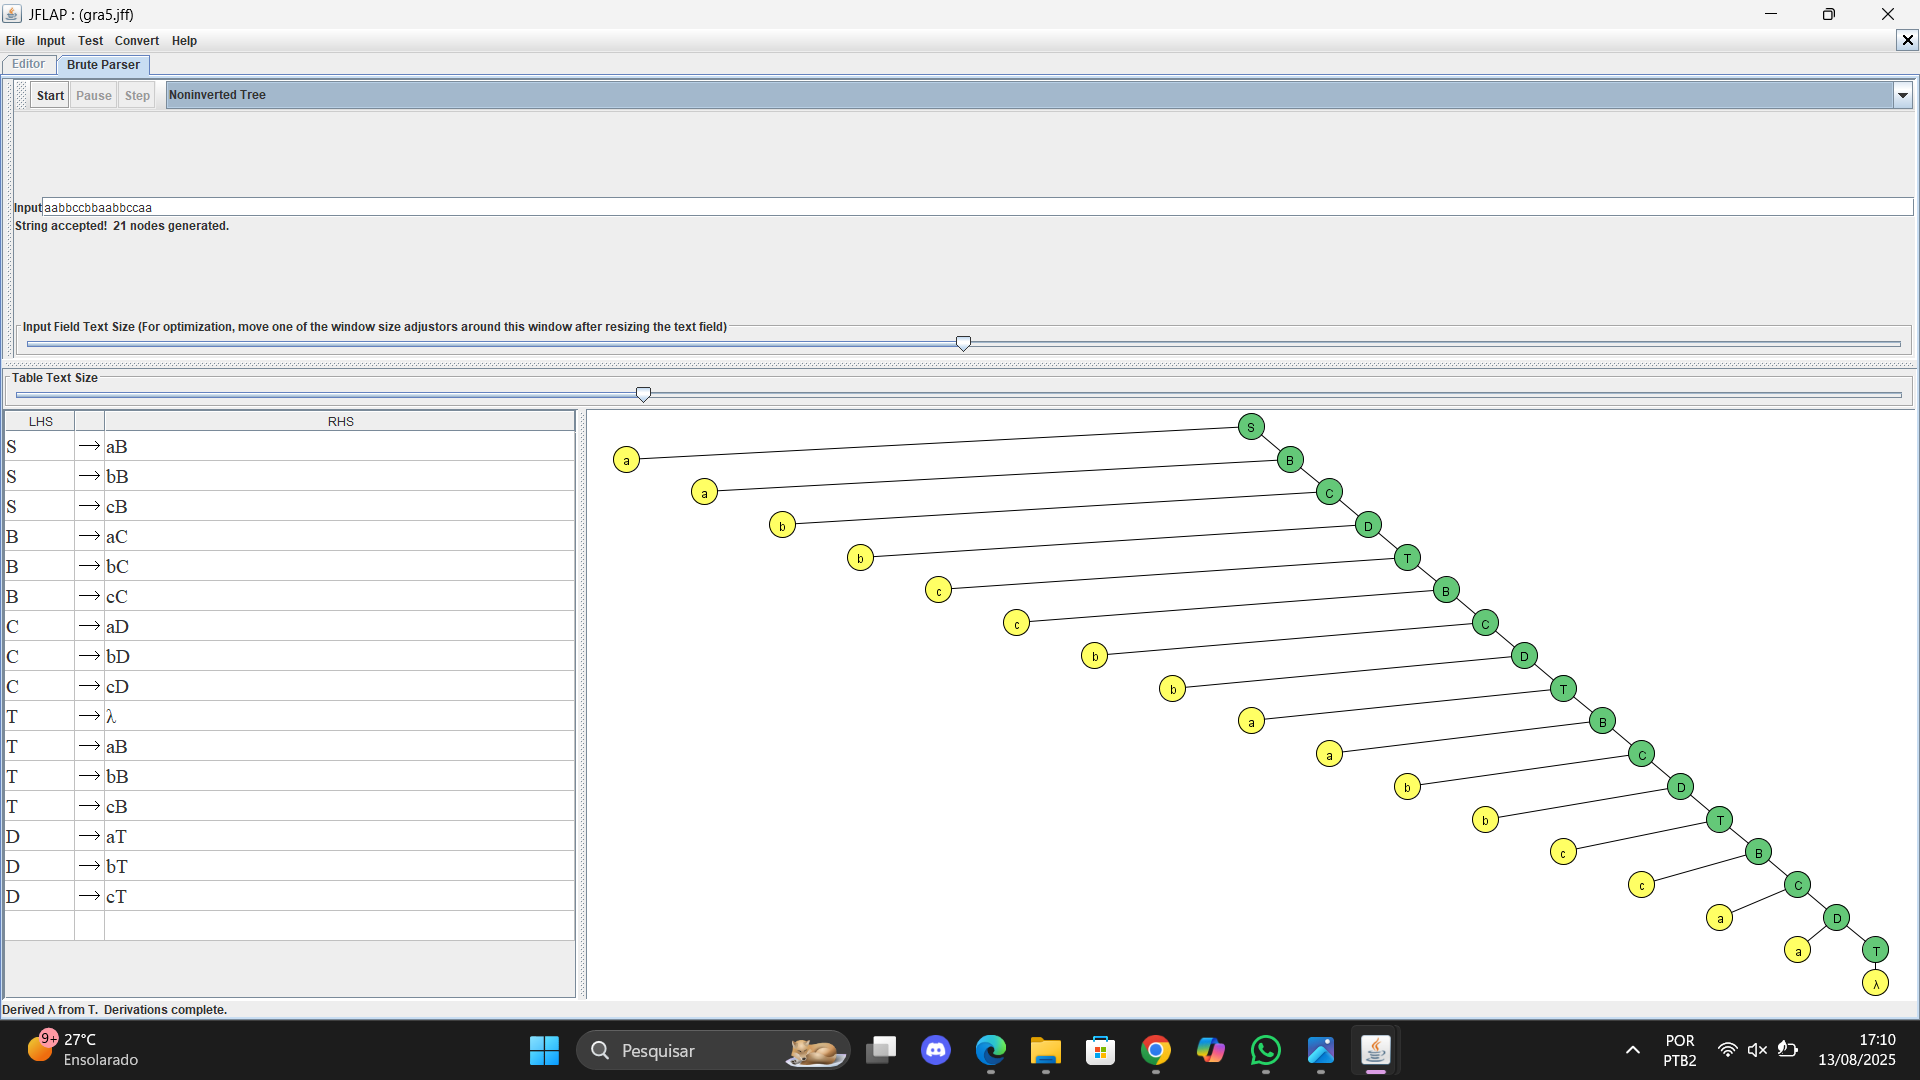 JFLAP : (gra5.jff)
File Input Test Convert Help
Editor Brute Parser
Start Pause Step Noninverted Tree
Input aabbccbbaabbccaa
String accepted! 21 nodes generated.
Input Field Text Size (For optimization, move one of the window size adjustors around this window after resizing the text field)
Table Text Size
LHS RHS
S → aB
S → bB
S → cB
B → aC
B → bC
B → cC
C → aD
C → bD
C → cD
T → λ
T → aB
T → bB
T → cB
D → aT
D → bT
D → cT
S
a B
a C
b D
b T
c B
c C
b D
b T
a B
a C
b D
b T
c B
c C
a D
a T
λ
Derived λ from T. Derivations complete.
9+ 27°C
Ensolarado
Pesquisar
POR
PTB2
17:10
13/08/2025